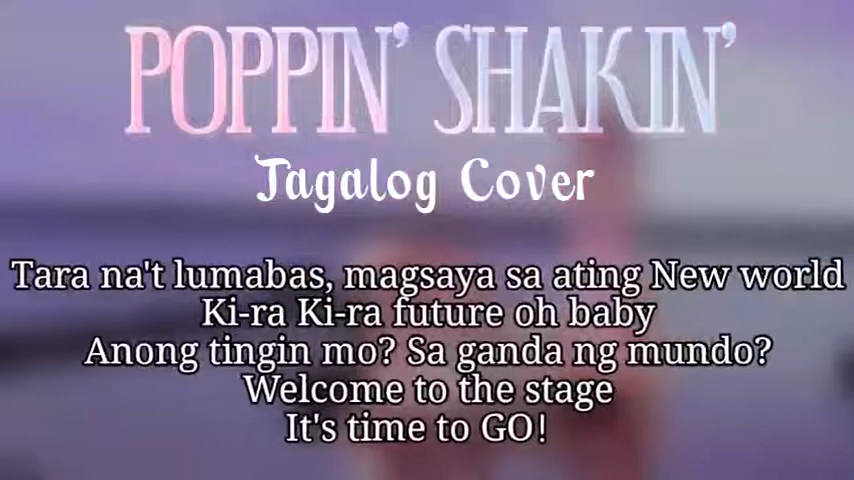 POPPIN' SHAKIN'
Tagalog Cover
Tara na't lumabas, magsaya sa ating New world
Ki-ra Ki-ra future oh baby
Anong tingin mo? Sa ganda ng mundo?
Welcome to the stage
It's time to GO!